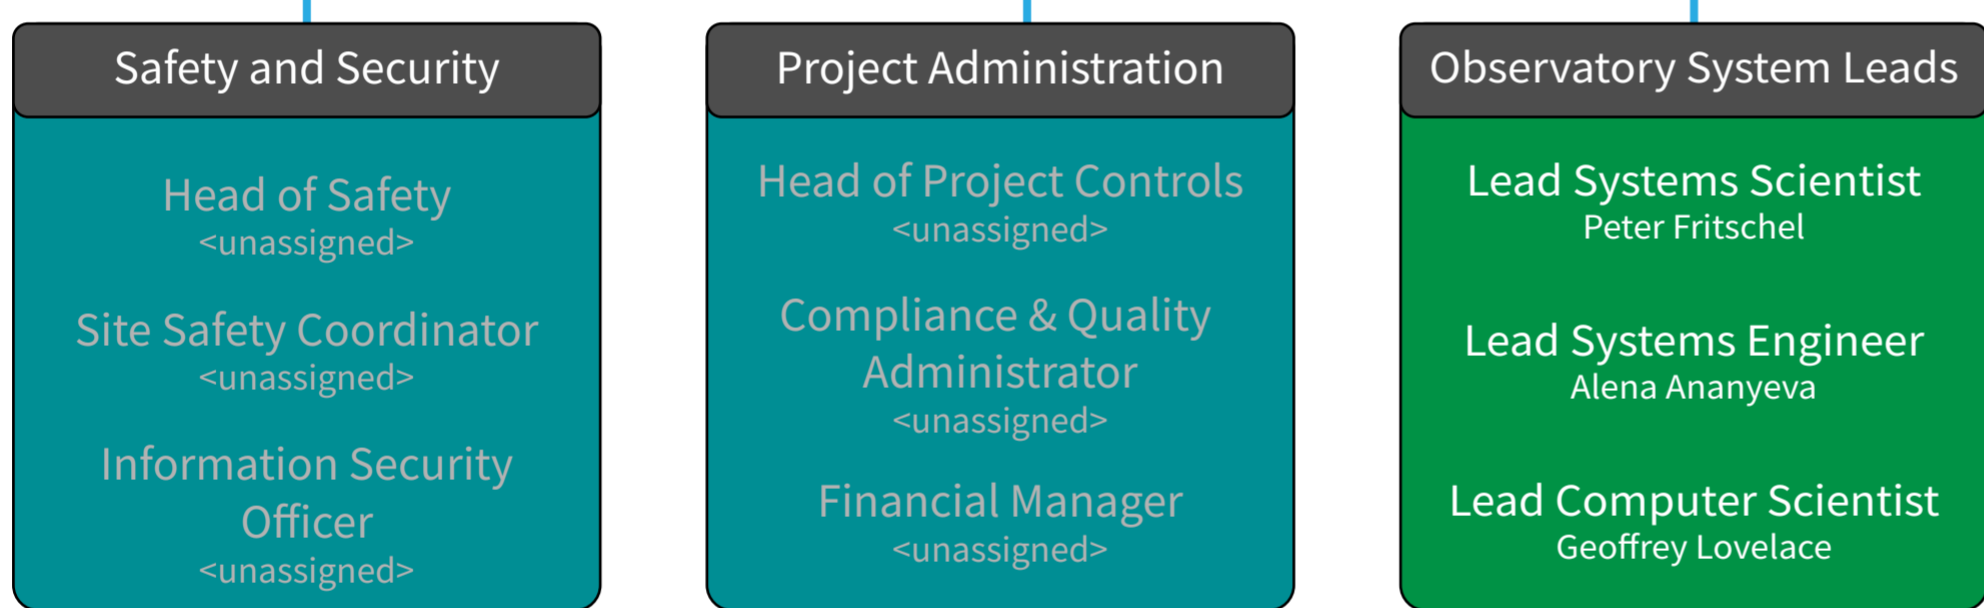 Safety and Security
Head of Safety
<unassigned>
Site Safety Coordinator
<unassigned>
Information Security
Officer
<unassigned>
Project Administration
Head of Project Controls
<unassigned>
Compliance & Quality
Administrator
<unassigned>
Financial Manager
<unassigned>
Observatory System Leads
Lead Systems Scientist
Peter Fritschel
Lead Systems Engineer
Alena Ananyeva
Lead Computer Scientist
Geoffrey Lovelace